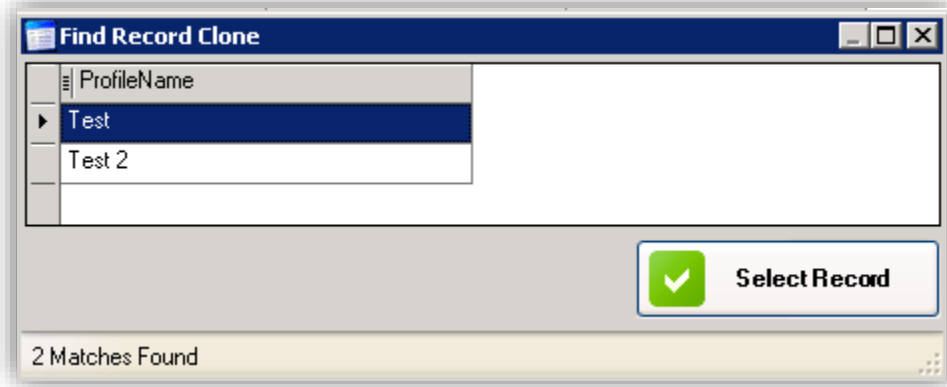 Find Record Clone
ProfileName
Test
Test 2
Select Record
2 Matches Found